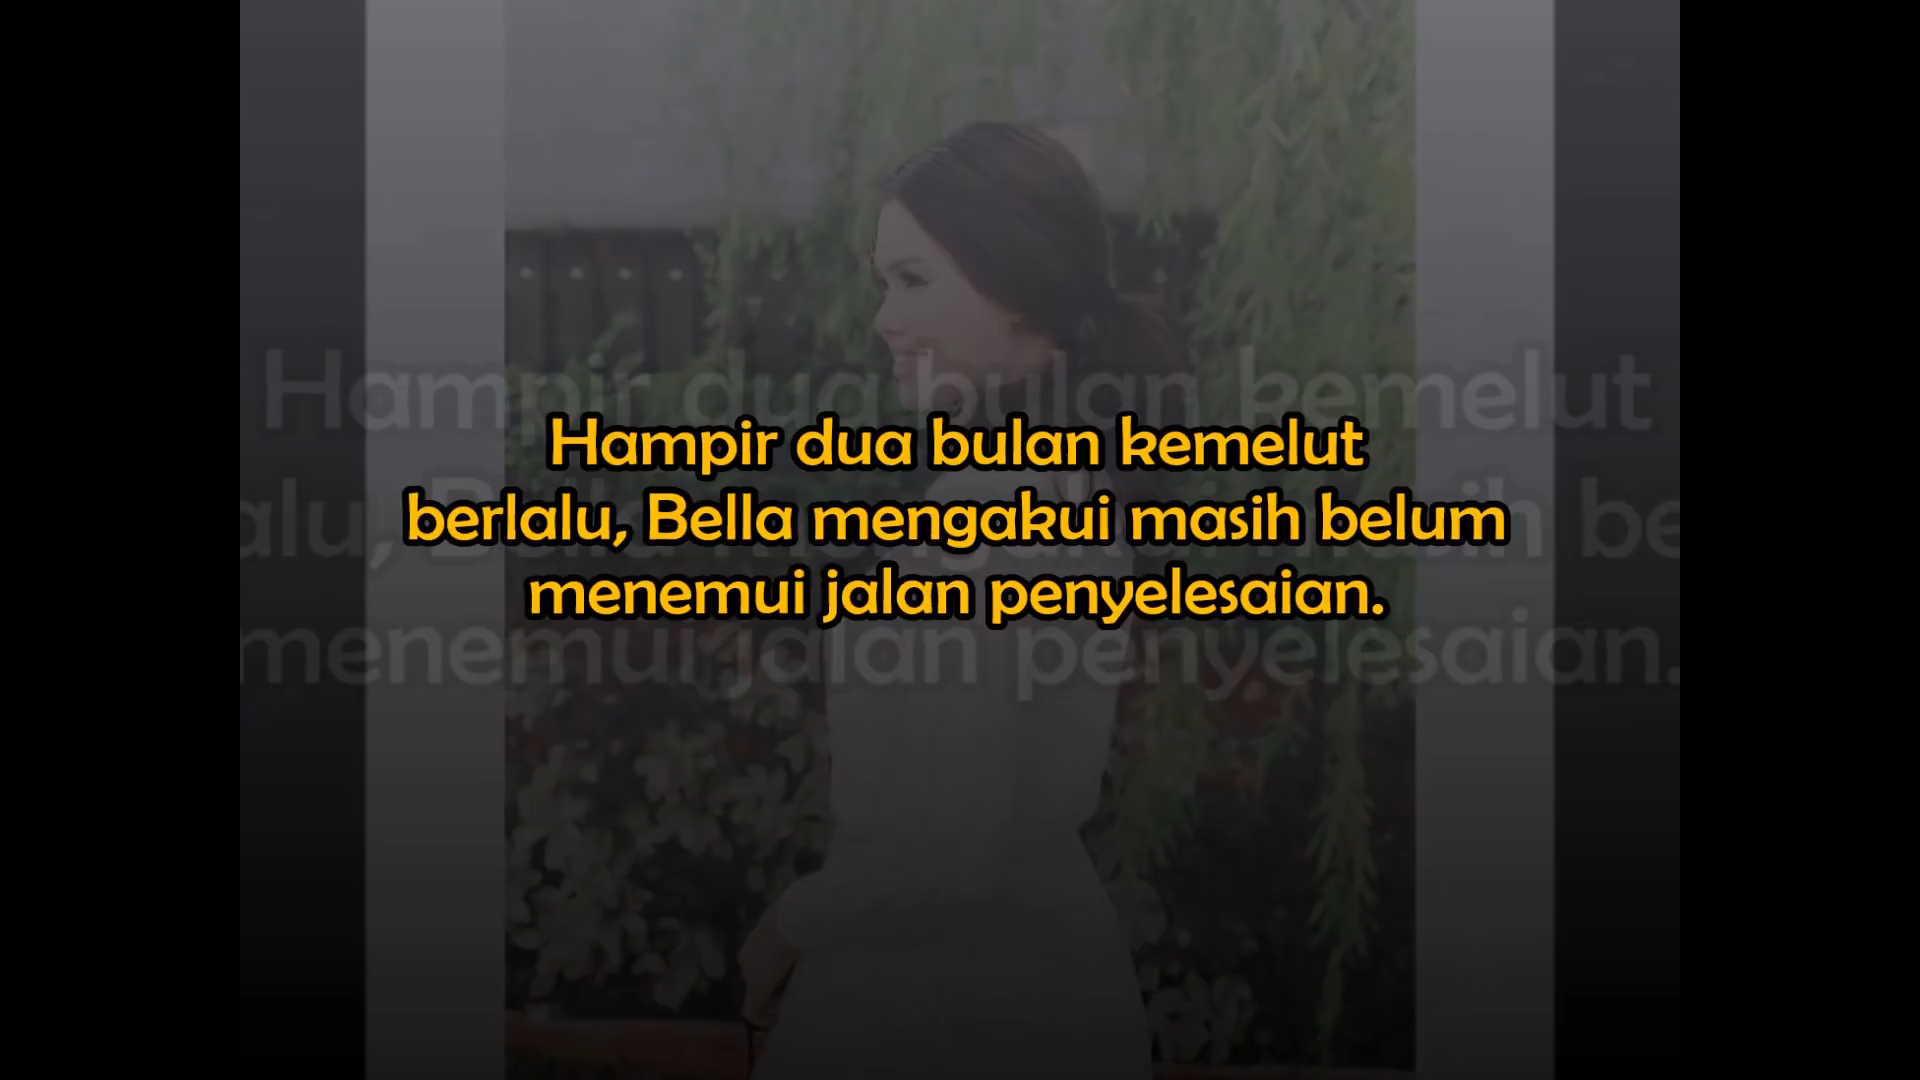 Hampir dua bulan kemelut
berlalu, Bella mengakui masih belum
menemui jalan penyelesaian.